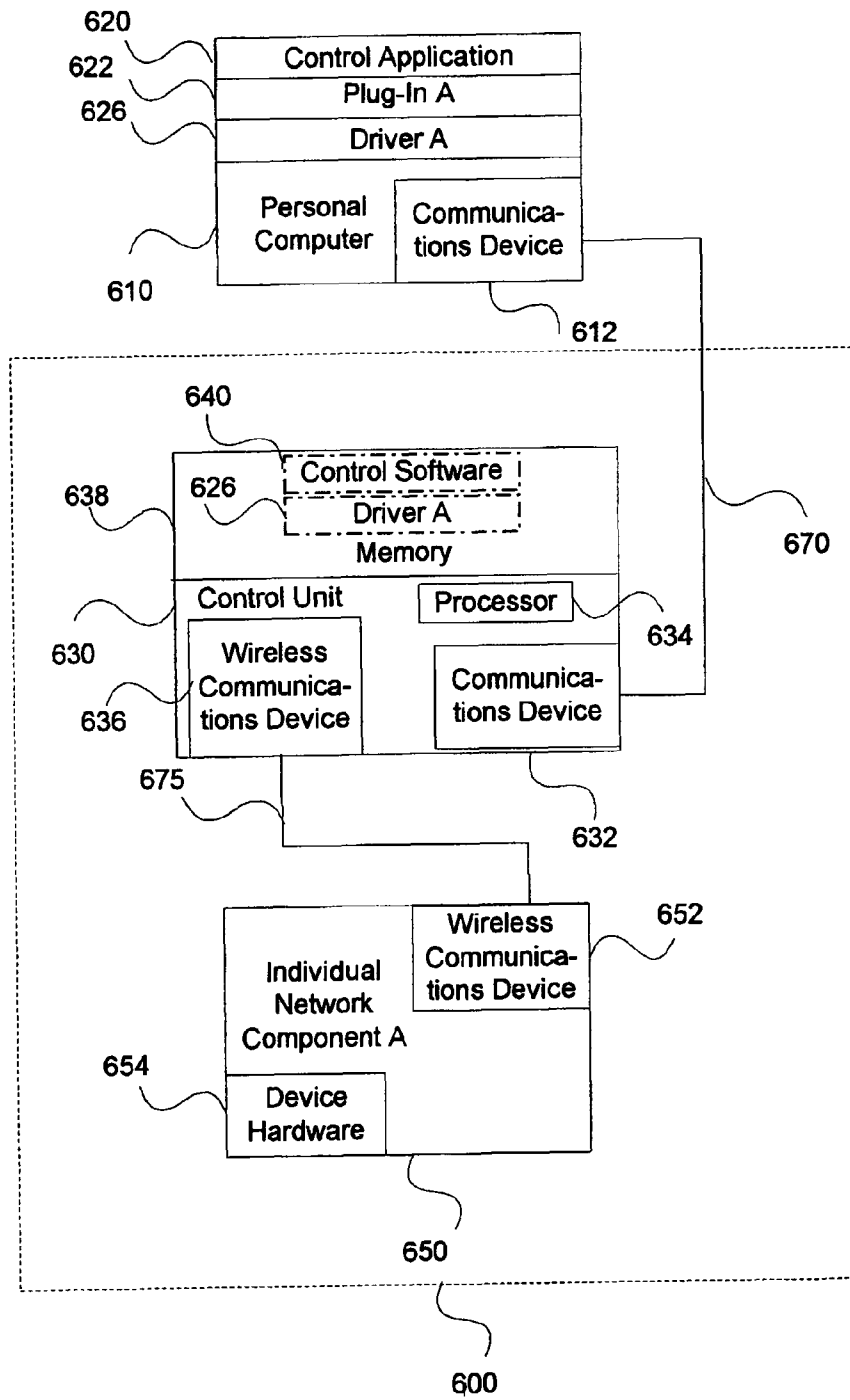 620
Control Application
622
Plug-In A
626
Driver A
Personal
Computer
Communica-
tions Device
610
612
640
Control Software
638
626
Driver A
Memory
670
Control Unit
Processor
634
630
Wireless
Communica-
tions Device
636
Communica-
tions Device
675
632
Wireless
Communica-
tions Device
652
Individual
Network
Component A
654
Device
Hardware
650
600